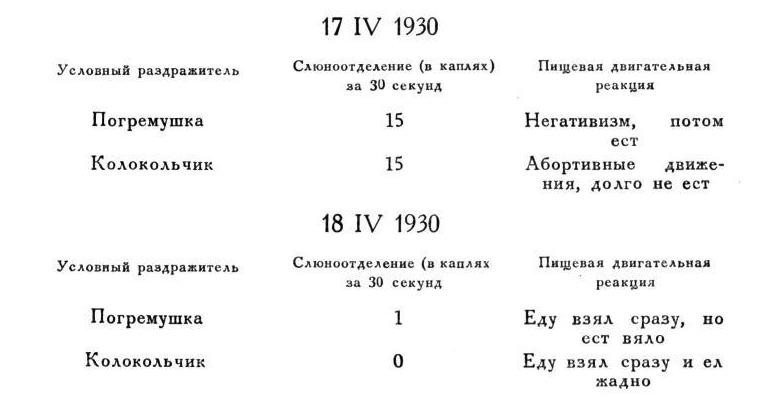 17 IV 1930
Условный раздражитель Слюноотделение (в каплях) Пищевая двигательная
за 30 секунд реакция
Погремушка 15 Негативизм, потом
ест
Колокольчик 15 Абортивные движе-
ния, долго не ест
18 IV 1930
Условный раздражитель Слюноотделение (в каплях Пищевая двигательная
за 30 секунд реакция
Погремушка 1 Еду взял сразу, но
ест вяло
Колокольчик 0 Еду взял сразу и ел
жадно